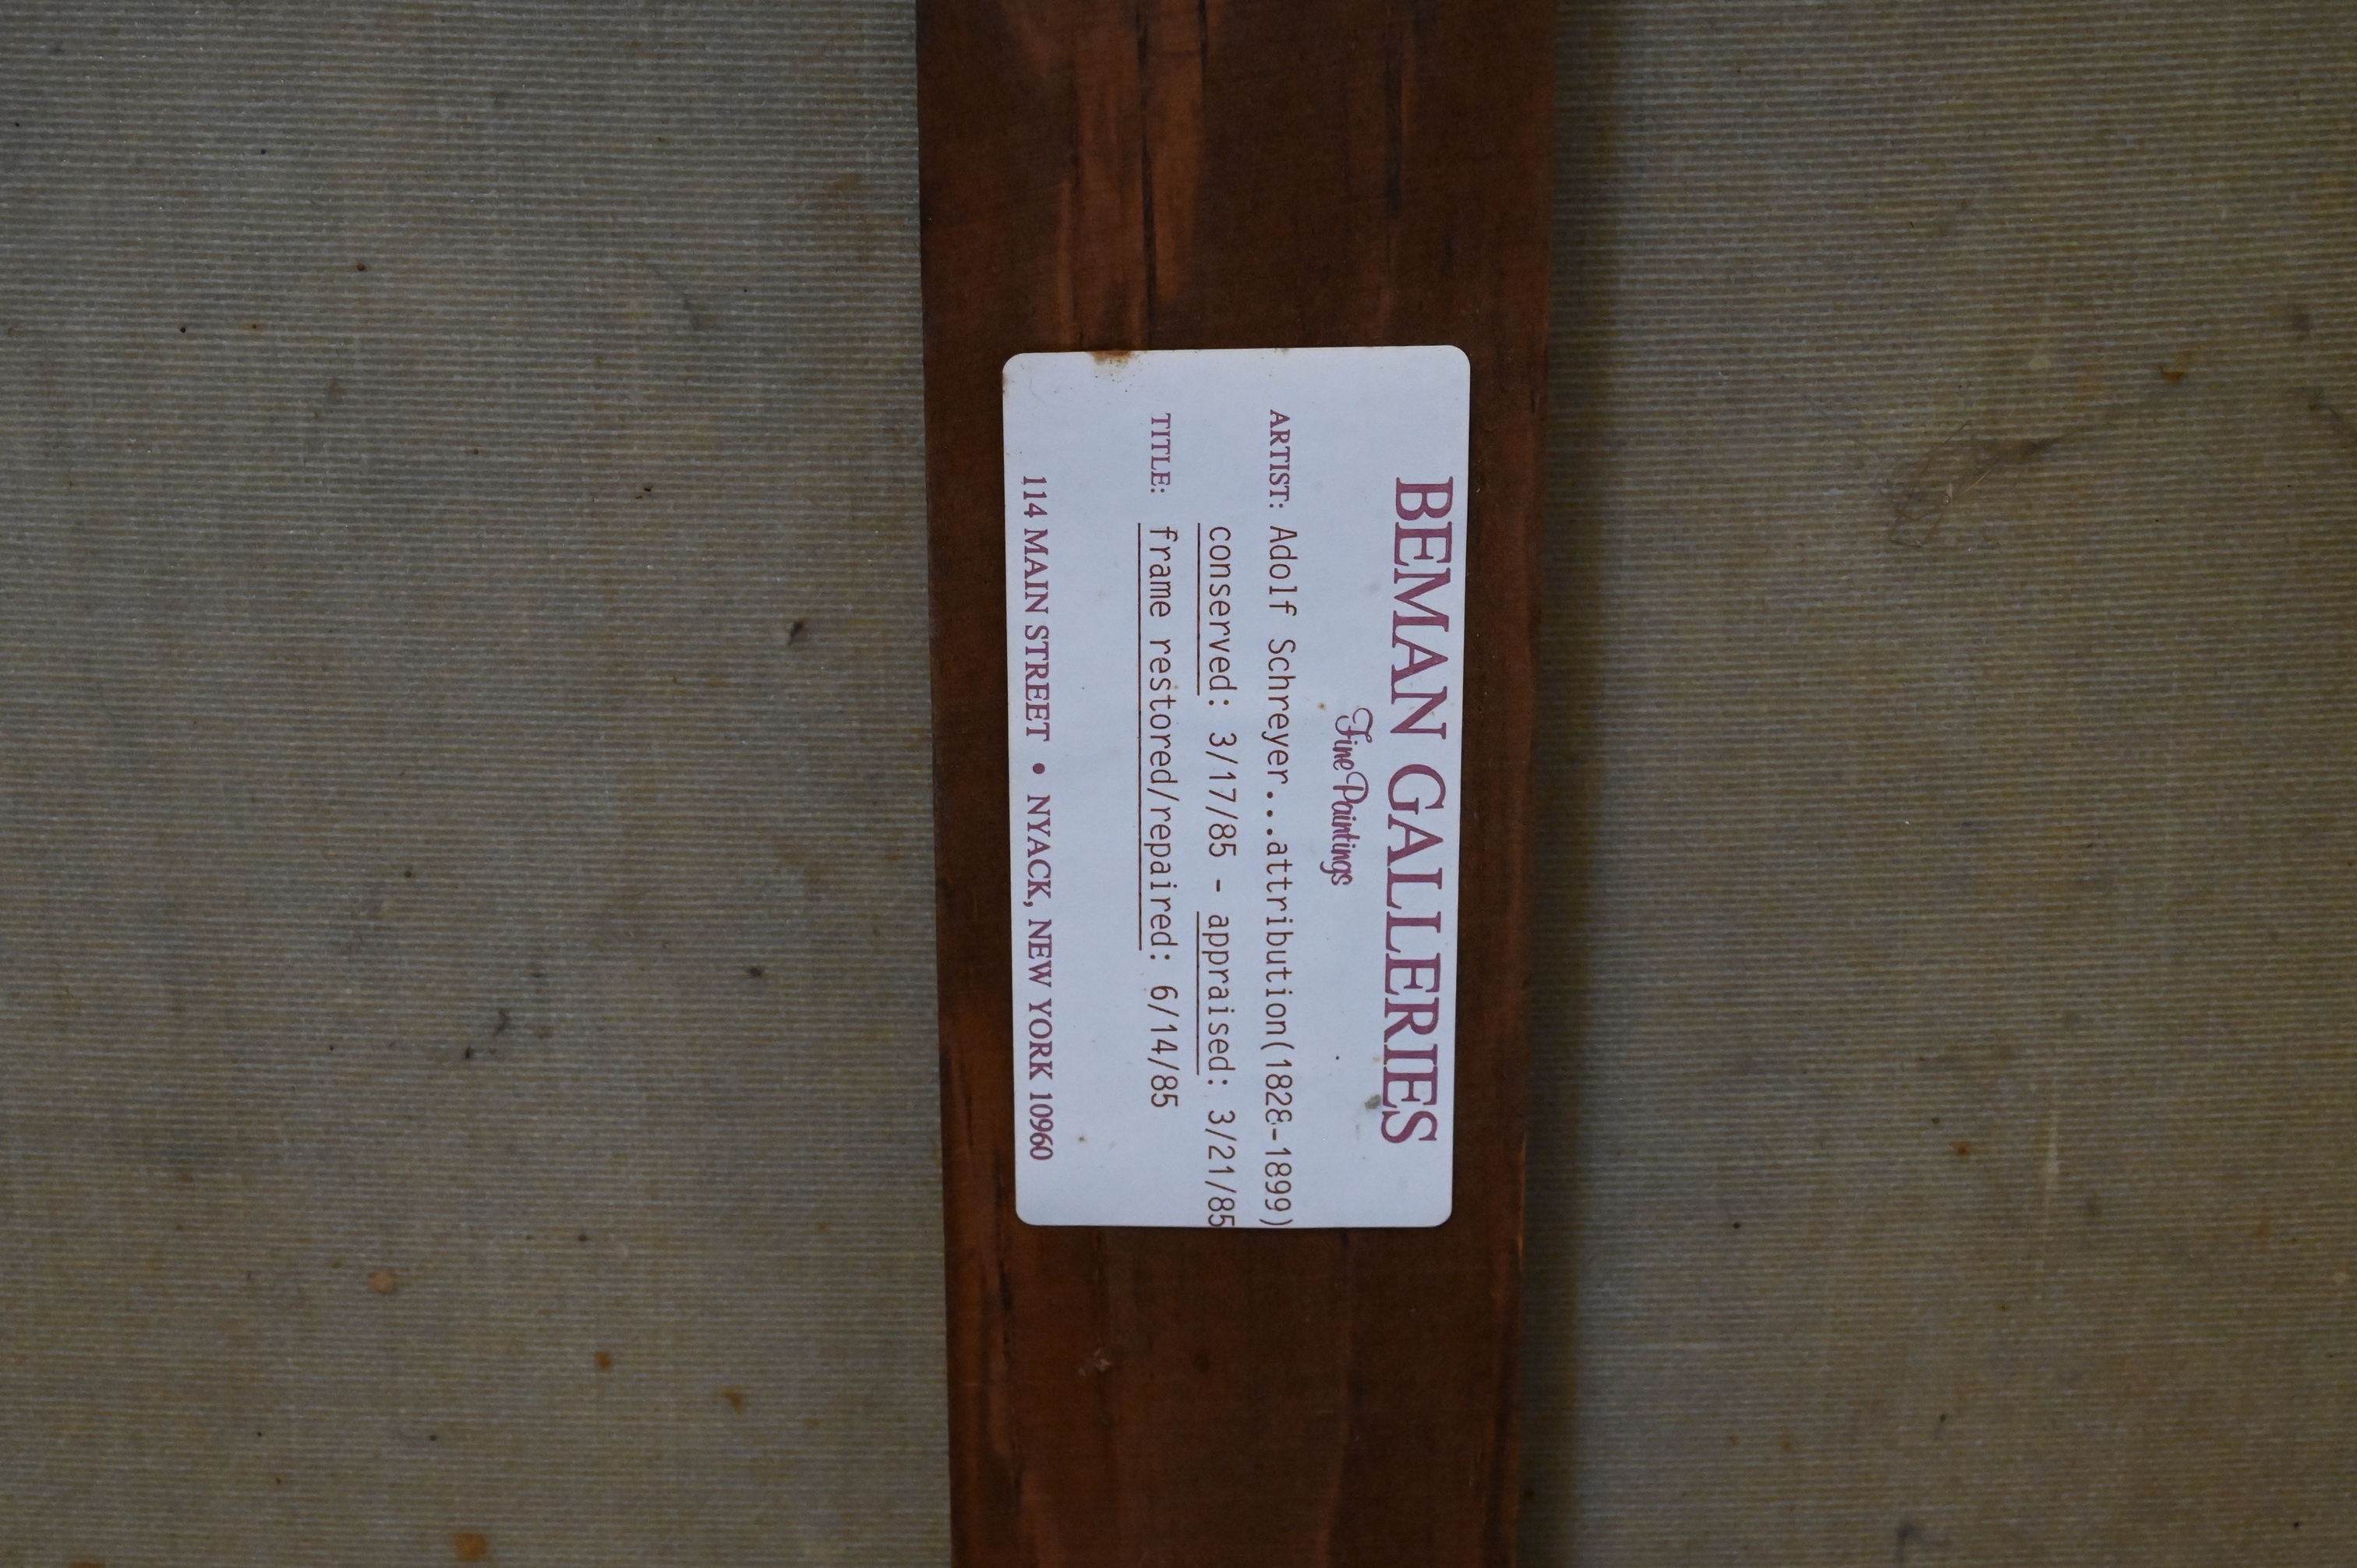 BEMAN GALLERIES
Fine Paintings
ARTIST: Adolf Schreyer...attribution(1828-1899)
conserved: 3/17/85 - appraised: 3/21/85
TITLE: frame restored/repaired: 6/14/85
114 MAIN STREET • NYACK, NEW YORK 10960